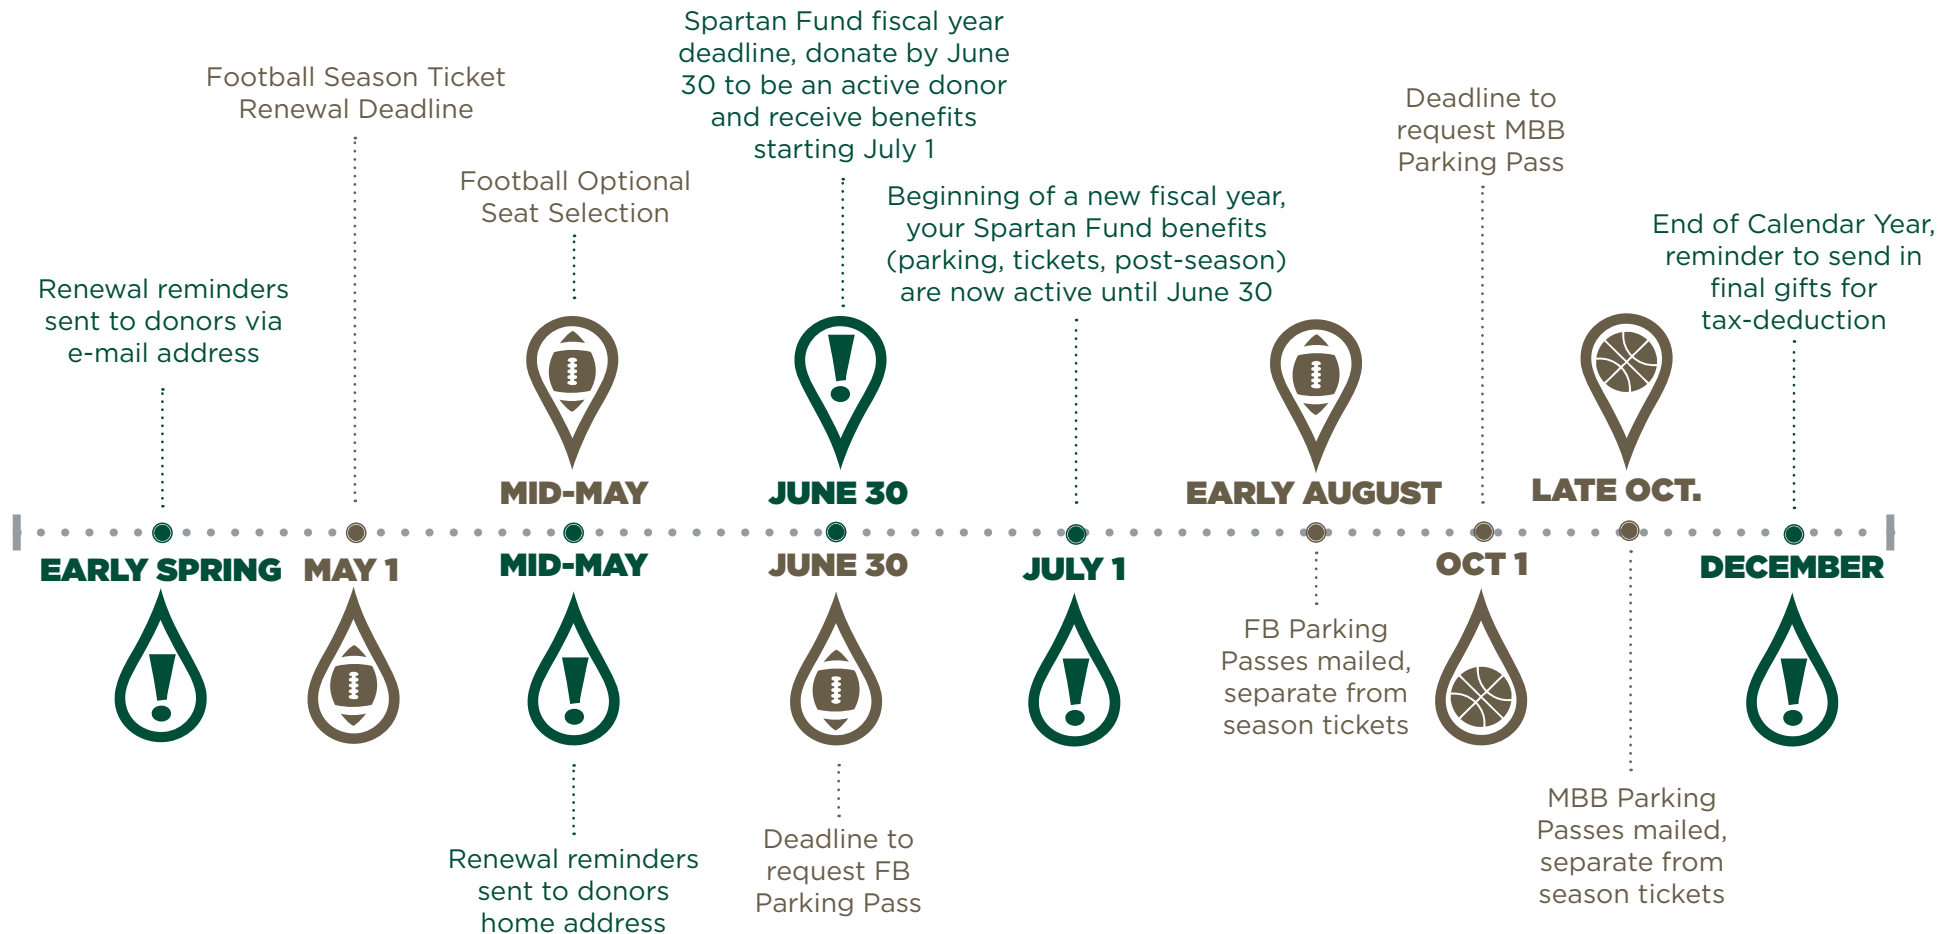 Renewal reminders
sent to donors via
e-mail address
EARLY SPRING
Football Season Ticket
Renewal Deadline
MAY 1
Football Optional
Seat Selection
MID-MAY
MID-MAY
Renewal reminders
sent to donors
home address
Spartan Fund fiscal year
deadline, donate by June
30 to be an active donor
and receive benefits
starting July 1
JUNE 30
JUNE 30
Deadline to
request FB
Parking Pass
Beginning of a new fiscal year,
your Spartan Fund benefits
(parking, tickets, post-season)
are now active until June 30
JULY 1
EARLY AUGUST
FB Parking
Passes mailed,
separate from
season tickets
Deadline to
request MBB
Parking Pass
OCT 1
LATE OCT.
MBB Parking
Passes mailed,
separate from
season tickets
End of Calendar Year,
reminder to send in
final gifts for
tax-deduction
DECEMBER